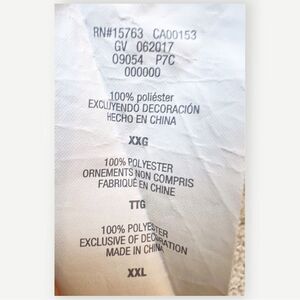 RN#15763 CA00153
GV 062017
09054 P7C
000000
100% poliéster
EXCLUYENDO DECORACIÓN
HECHO EN CHINA
XXG
100% POLYESTER
ORNEMENTS NON COMPRIS
FABRIQUÉ EN CHINE
TTG
100% POLYESTER
EXCLUSIVE OF DECORATION
MADE IN CHINA
XXL